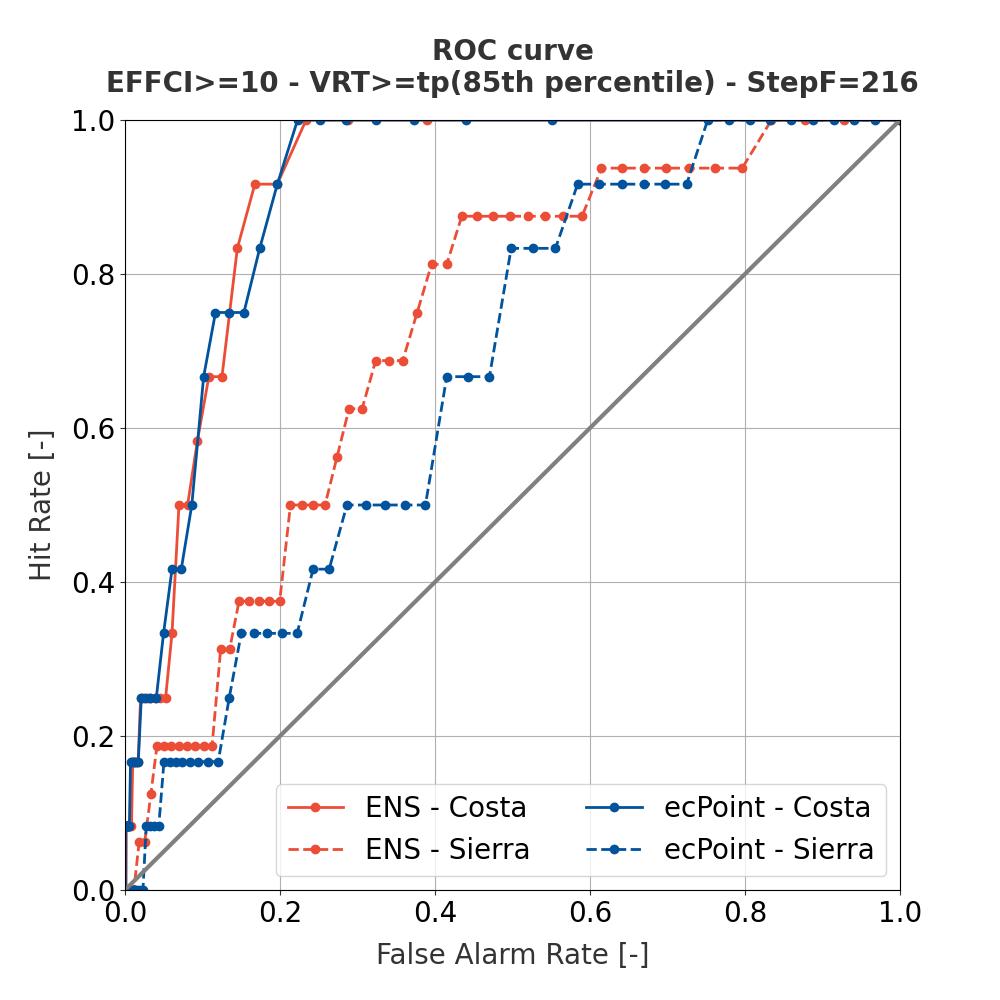 ROC curve
EFFCI>=10 - VRT>=tp(85th percentile) - StepF=216
1.0
0.8
0.6
0.4
0.2
0.0
Hit Rate [-]
ENS - Costa
ENS - Sierra
ecPoint - Costa
ecPoint - Sierra
0.0 0.2 0.4 0.6 0.8 1.0
False Alarm Rate [-]